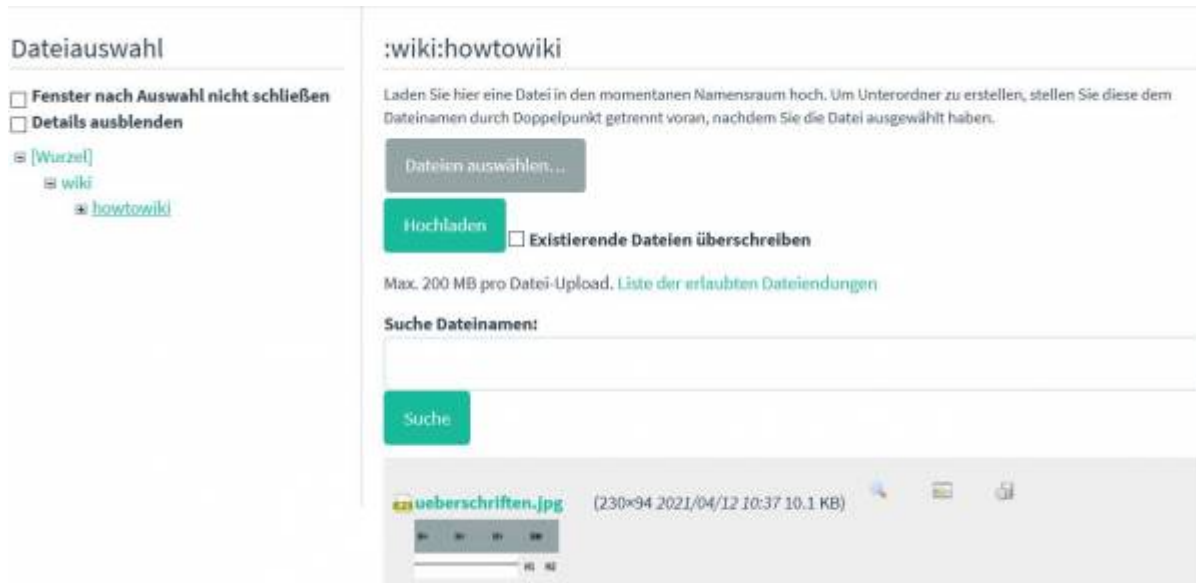 Dateiauswahl
Fenster nach Auswahl nicht schließen
Details ausblenden
[Wurzel]
wiki
howtowiki
:wiki:howtowiki
Laden Sie hier eine Datei in den momentanen Namensraum hoch. Um Unterordner zu erstellen, stellen Sie diese dem
Dateinamen durch Doppelpunkt getrennt voran, nachdem Sie die Datei ausgewählt haben.
Dateien auswählen...
Hochladen
Existierende Dateien überschreiben
Max. 200 MB pro Datei-Upload. Liste der erlaubten Dateiendungen
Suche Dateinamen:
Suche
ueberschriften.jpg (230×94 2021/04/12 10:37 10.1 KB)
H1 H2